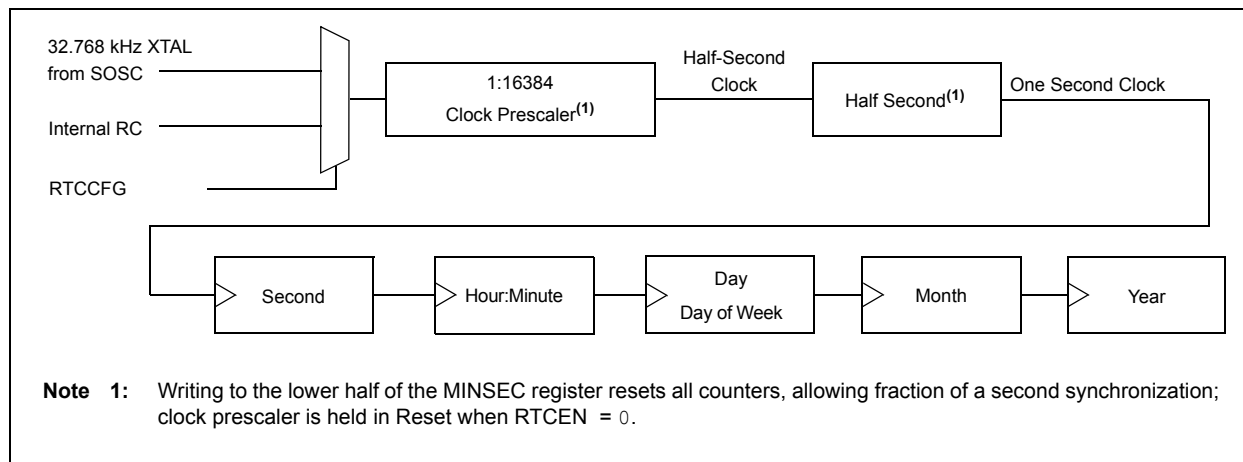 32.768 kHz XTAL
from SOSC
Internal RC
RTCCFG
1:16384
Clock Prescaler(1)
Half-Second
Clock
Half Second(1)
One Second Clock
Second
Hour:Minute
Day
Day of Week
Month
Year
Note 1: Writing to the lower half of the MINSEC register resets all counters, allowing fraction of a second synchronization;
clock prescaler is held in Reset when RTCEN = 0.